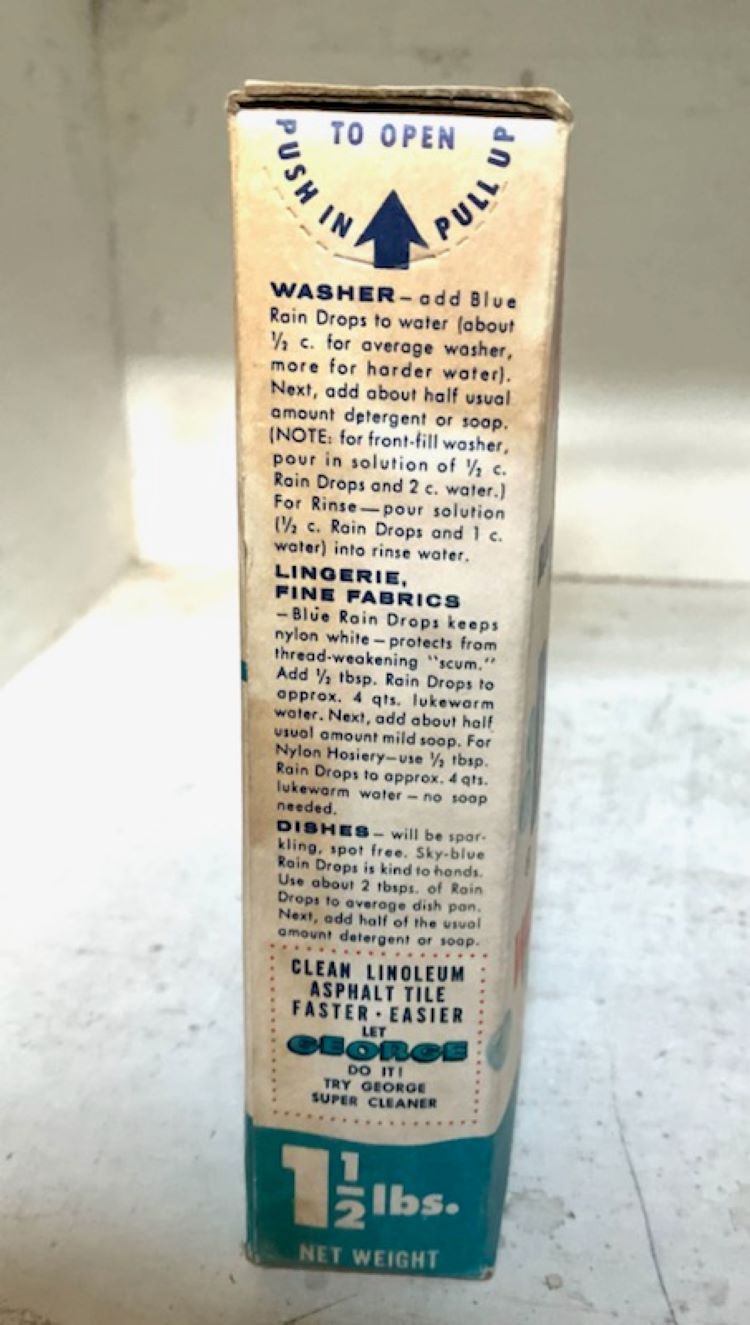 TO OPEN
PUSH IN PULL UP
WASHER – add Blue
Rain Drops to water (about
½ c. for average washer,
more for harder water).
Next, add about half usual
amount detergent or soap.
(NOTE: for front-fill washer,
pour in solution of ½ c.
Rain Drops and 2 c. water.)
For Rinse — pour solution
(½ c. Rain Drops and 1 c.
water) into rinse water.
LINGERIE,
FINE FABRICS
– Blue Rain Drops keeps
nylon white – protects from
thread-weakening "scum."
Add ½ tbsp. Rain Drops to
approx. 4 qts. lukewarm
water. Next, add about half
usual amount mild soap. For
Nylon Hosiery – use ½ tbsp.
Rain Drops to approx. 4 qts.
lukewarm water – no soap
needed.
DISHES – will be spar-
kling, spot free. Sky-blue
Rain Drops is kind to hands.
Use about 2 tbsps. of Rain
Drops to average dish pan.
Next, add half of the usual
amount detergent or soap.
CLEAN LINOLEUM
ASPHALT TILE
FASTER · EASIER
LET
GEORGE
DO IT!
TRY GEORGE
SUPER CLEANER
1½ lbs.
NET WEIGHT